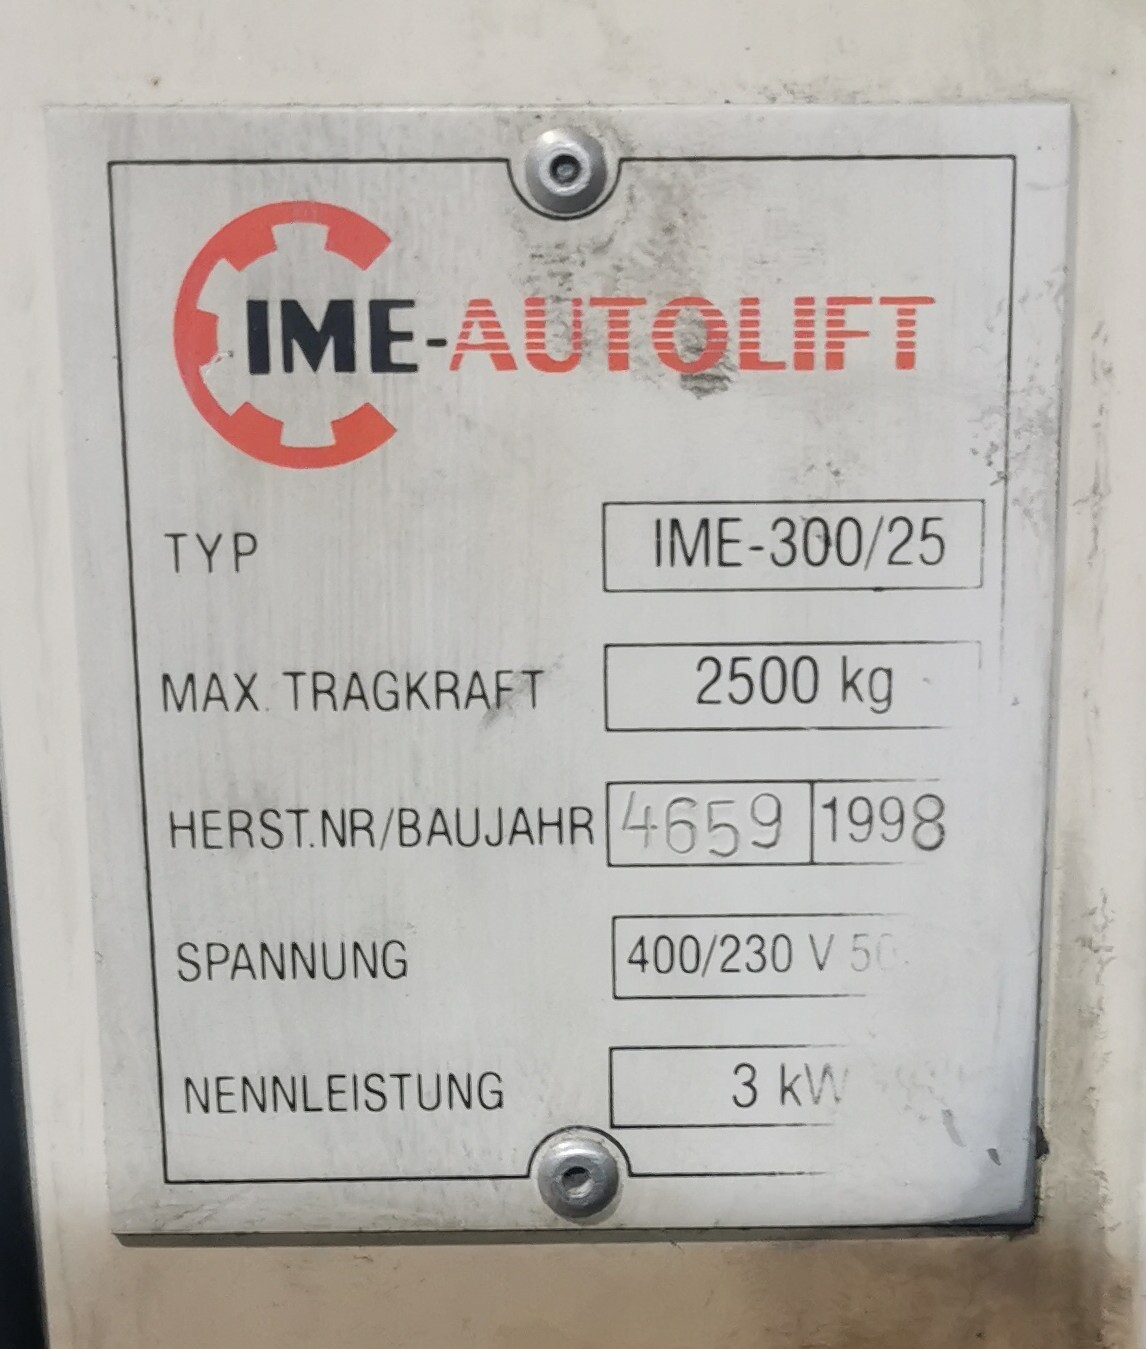 IME-AUTOLIFT
TYP IME-300/25
MAX. TRAGKRAFT 2500 kg
HERST.NR/BAUJAHR 4659 1998
SPANNUNG 400/230 V 50
NENNLEISTUNG 3 kW